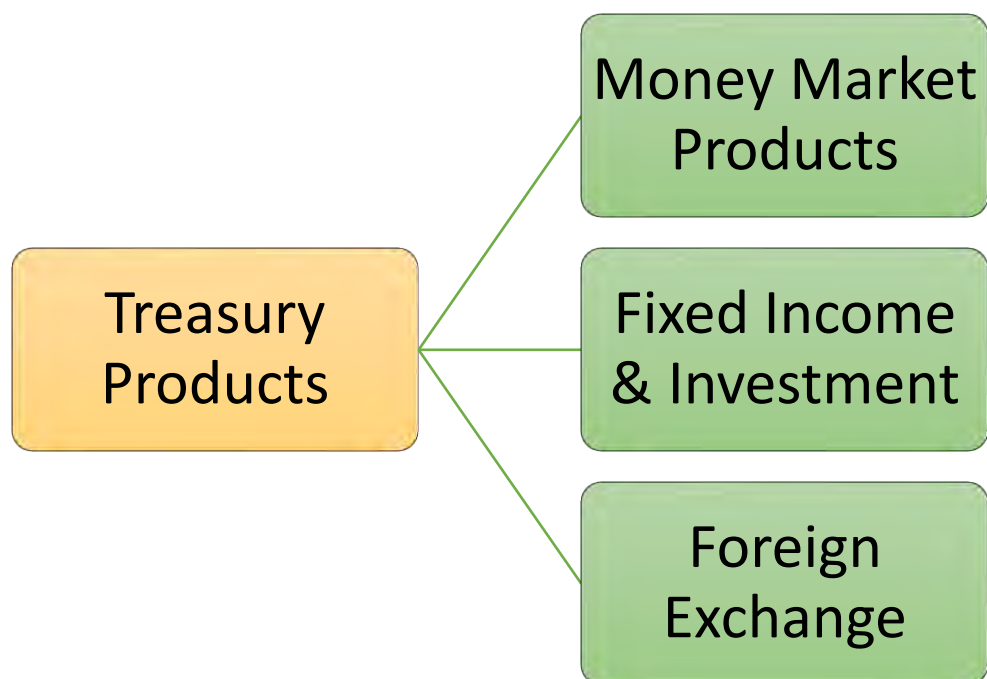 Treasury
Products
Money Market
Products
Fixed Income
& Investment
Foreign
Exchange